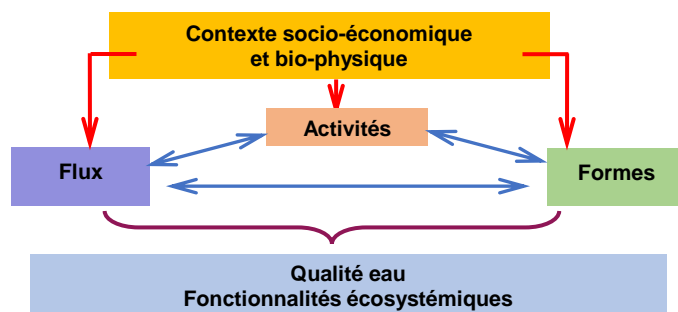 Contexte socio-économique
et bio-physique
Activités
Flux
Formes
Qualité eau
Fonctionnalités écosystémiques